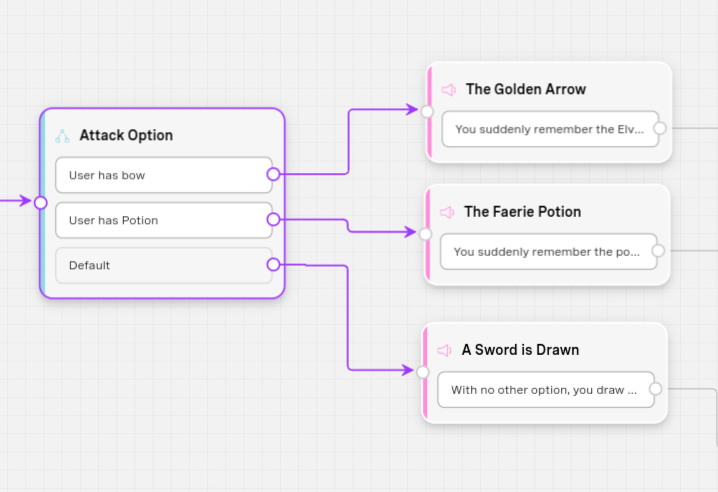 Attack Option
User has bow
User has Potion
Default
The Golden Arrow
You suddenly remember the Elv...
The Faerie Potion
You suddenly remember the po...
A Sword is Drawn
With no other option, you draw ...